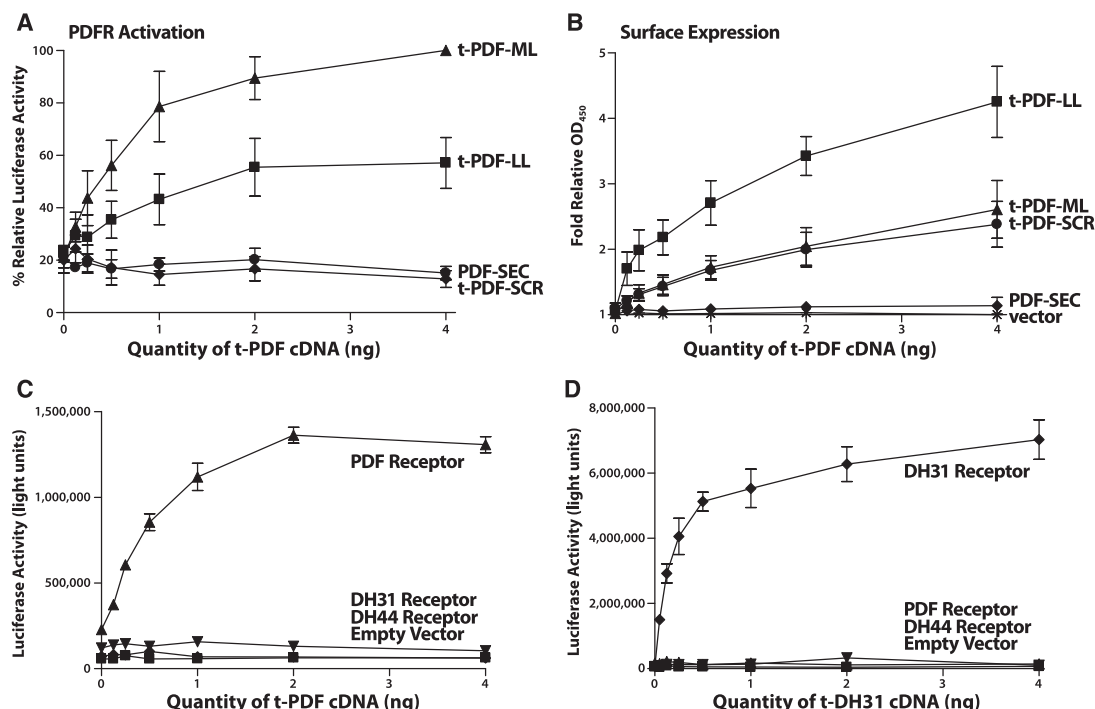 A
PDFR Activation
% Relative Luciferase Activity
100
80
60
40
20
0
0 1 2 3 4
t-PDF-ML
t-PDF-LL
PDF-SEC
t-PDF-SCR
Quantity of t-PDF cDNA (ng)
B
Surface Expression
Fold Relative OD450
5
4
3
2
1
0 1 2 3 4
t-PDF-LL
t-PDF-ML
t-PDF-SCR
PDF-SEC
vector
Quantity of t-PDF cDNA (ng)
C
Luciferase Activity (light units)
1,500,000
1,000,000
500,000
0
0 1 2 3 4
PDF Receptor
DH31 Receptor
DH44 Receptor
Empty Vector
Quantity of t-PDF cDNA (ng)
D
Luciferase Activity (light units)
8,000,000
6,000,000
4,000,000
2,000,000
0
0 1 2 3 4
DH31 Receptor
PDF Receptor
DH44 Receptor
Empty Vector
Quantity of t-DH31 cDNA (ng)